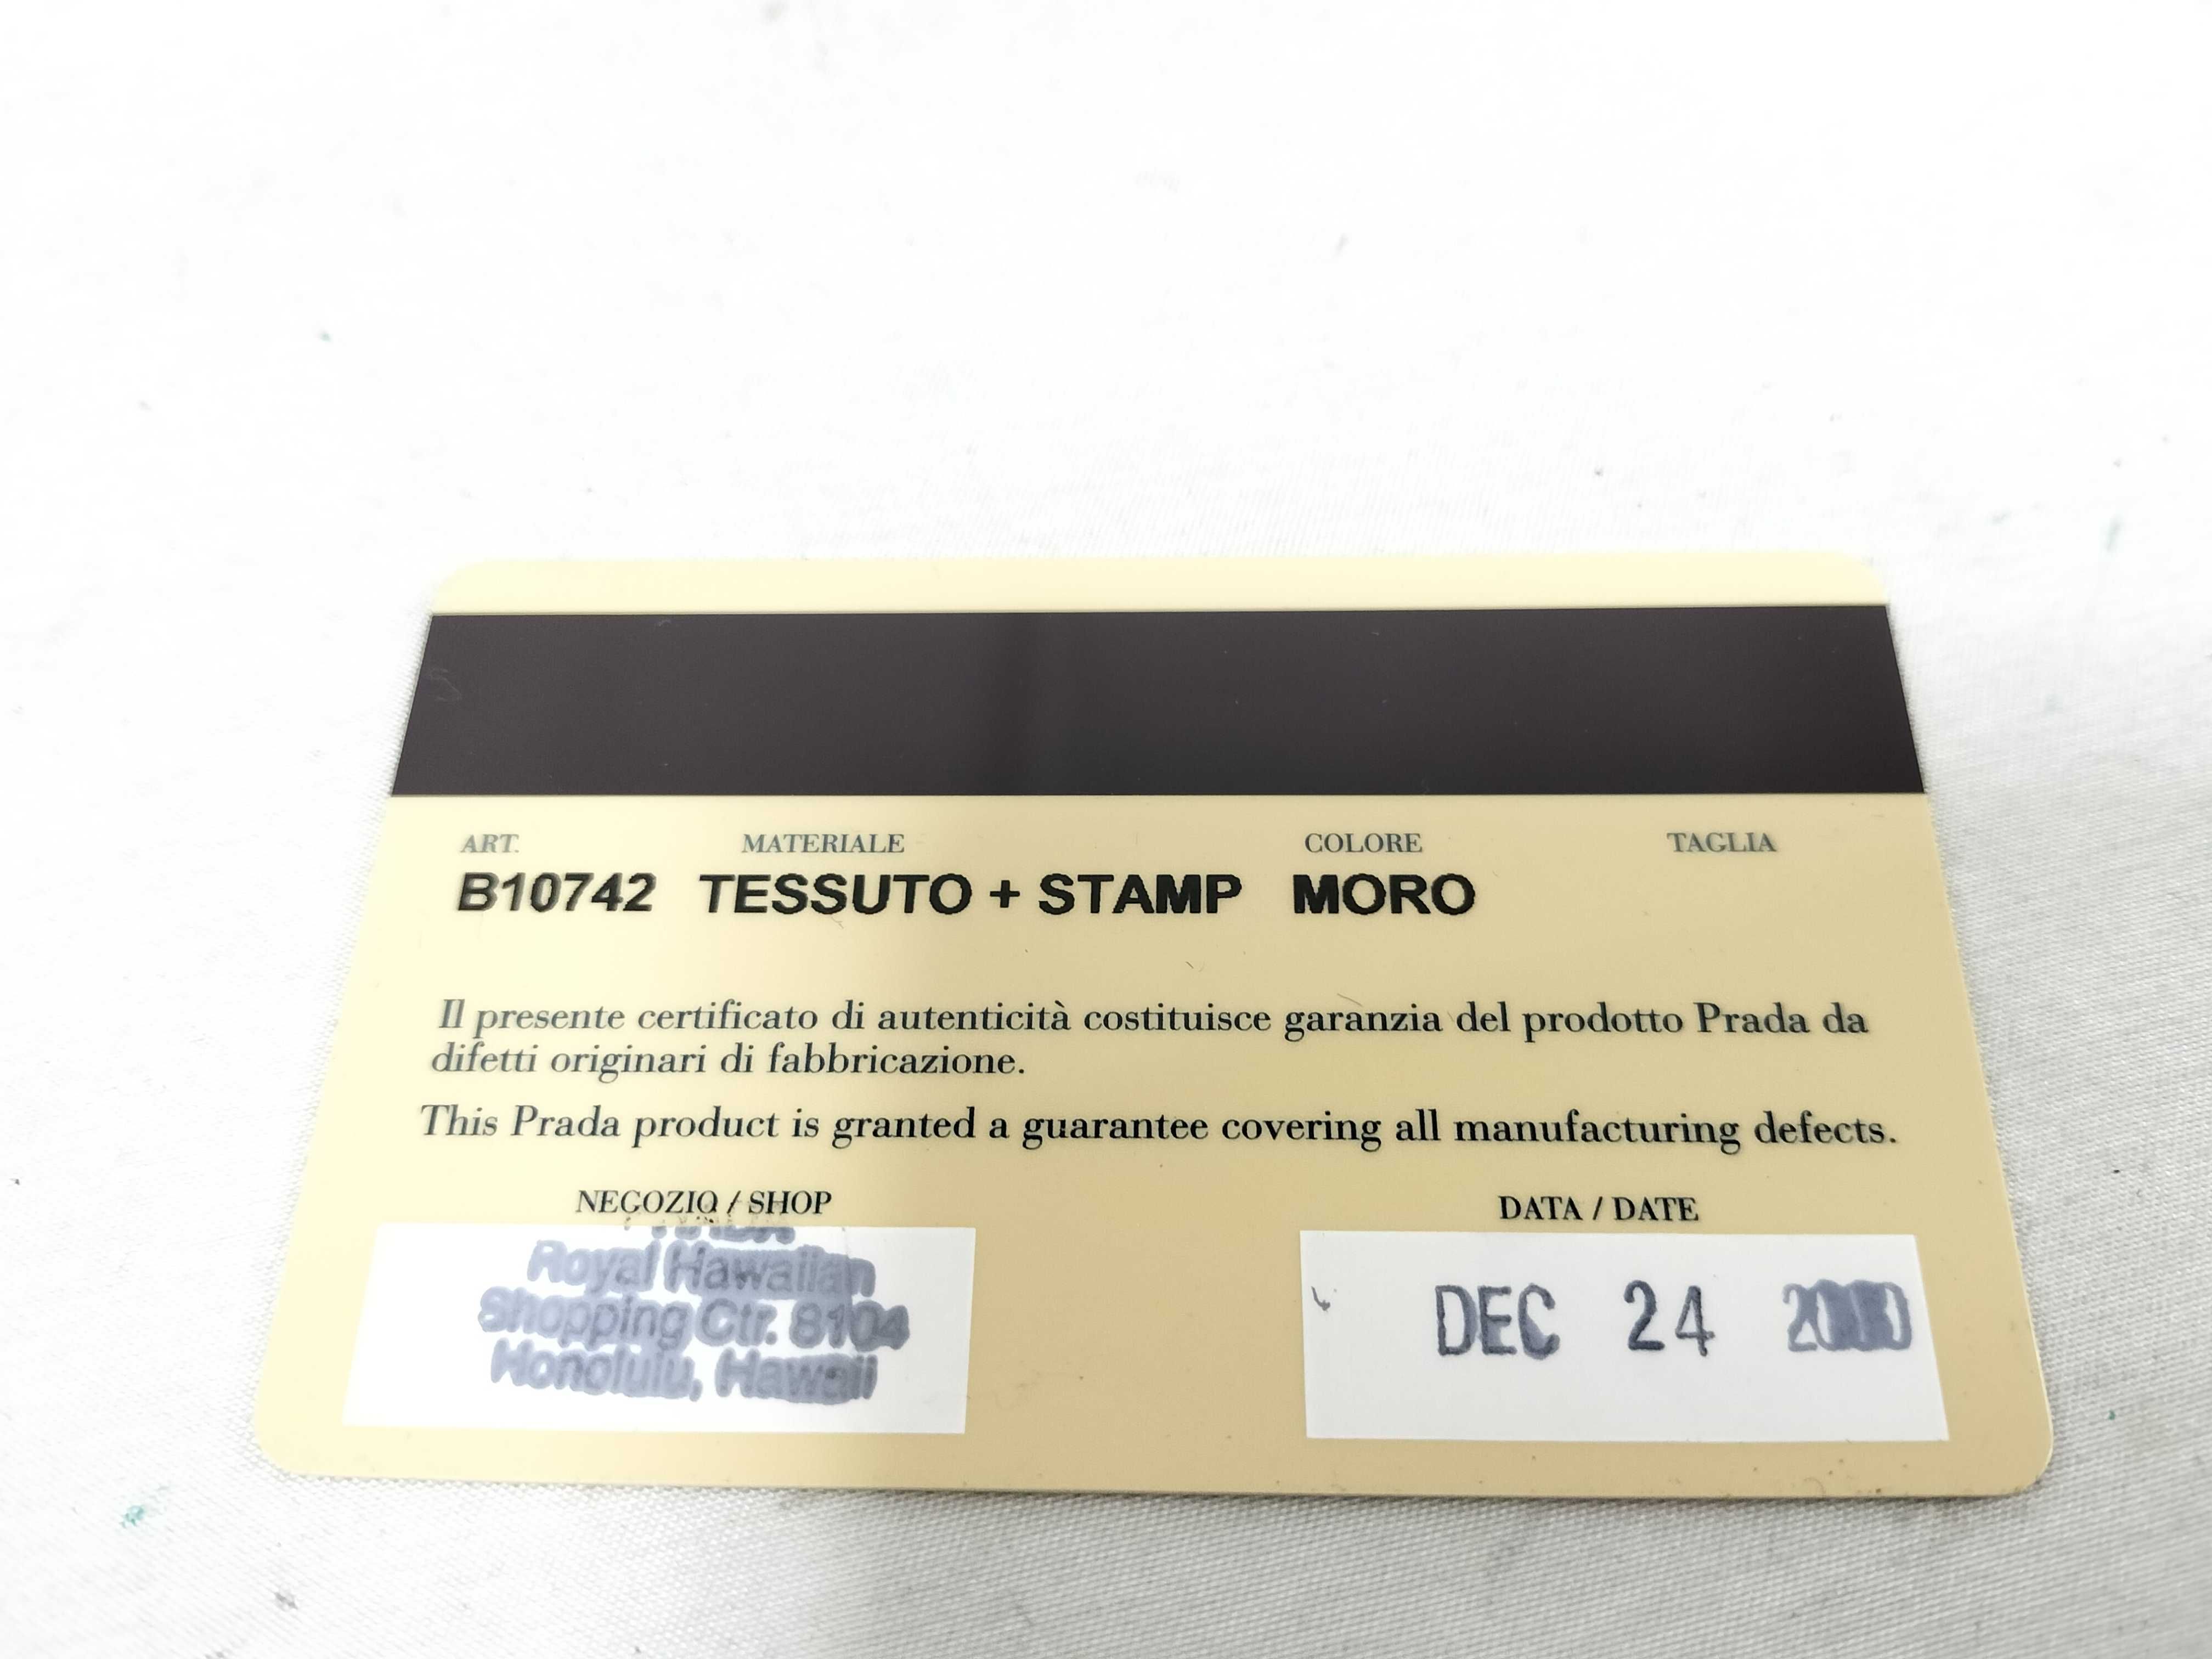 ART. MATERIALE COLORE TAGLIA
B10742 TESSUTO + STAMP MORO
Il presente certificato di autenticità costituisce garanzia del prodotto Prada da
difetti originari di fabbricazione.
This Prada product is granted a guarantee covering all manufacturing defects.
NEGOZIO / SHOP DATA / DATE
Royal Hawaiian
Shopping Ctr. 8104
Honolulu, Hawaii
DEC 24